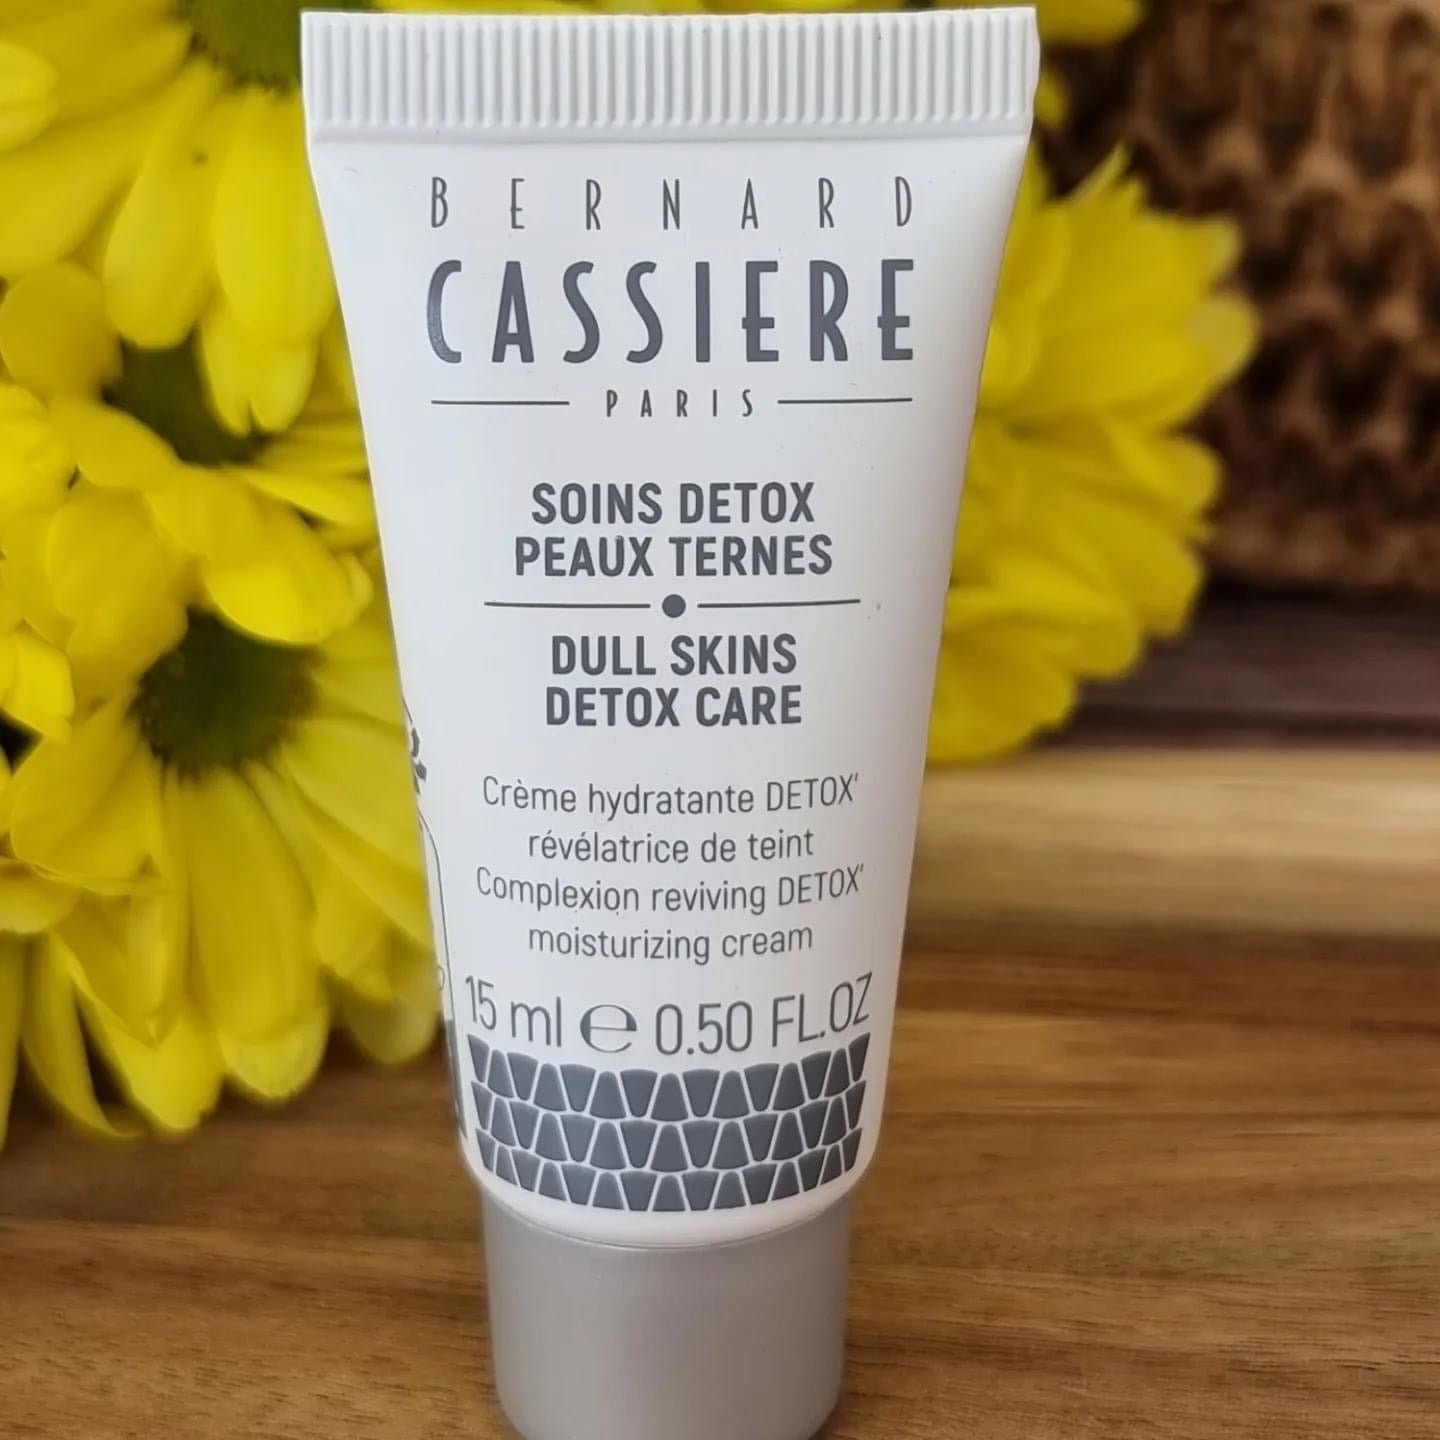 BERNARD
CASSIERE
PARIS
SOINS DETOX
PEAUX TERNES
DULL SKINS
DETOX CARE
Crème hydratante DETOX'
révélatrice de teint
Complexion reviving DETOX'
moisturizing cream
15 ml ℮ 0.50 FL.OZ